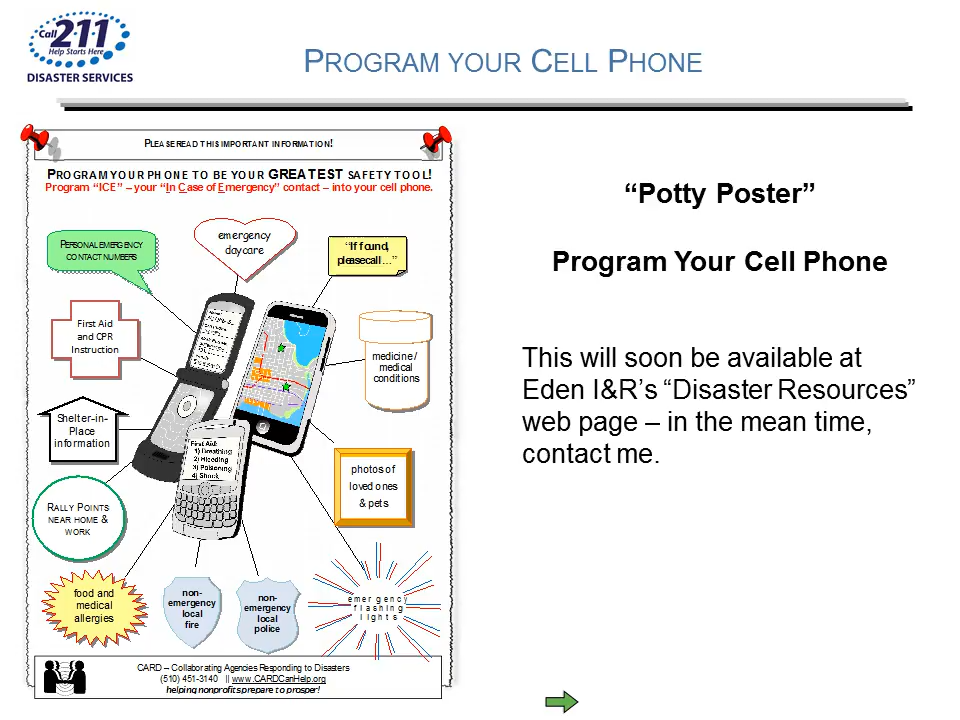 Call
211
Help Starts Here
DISASTER SERVICES
PROGRAM YOUR CELL PHONE
PLEASE READ THIS IMPORTANT INFORMATION!
PROGRAM YOUR PHONE TO BE YOUR GREATEST SAFETY TOOL!
Program “ICE” – your “In Case of Emergency” contact – into your cell phone.
PERSONAL EMERGENCY
CONTACT NUMBERS
emergency
daycare
“If found,
please call …”
First Aid
and CPR
Instruction
medicine /
medical
conditions
Shelter-in-
Place
information
First Aid:
1) Breathing
2) Bleeding
3) Poisoning
4) Shock
photos of
loved ones
& pets
RALLY POINTS
NEAR HOME &
WORK
food and
medical
allergies
non-
emergency
local
fire
non-
emergency
local
police
emergency
flashing
lights
CARD – Collaborating Agencies Responding to Disasters
(510) 451-3140 || www.CARDCanHelp.org
helping nonprofits prepare to prosper!
“Potty Poster”
Program Your Cell Phone
This will soon be available at
Eden I&R’s “Disaster Resources”
web page – in the mean time,
contact me.